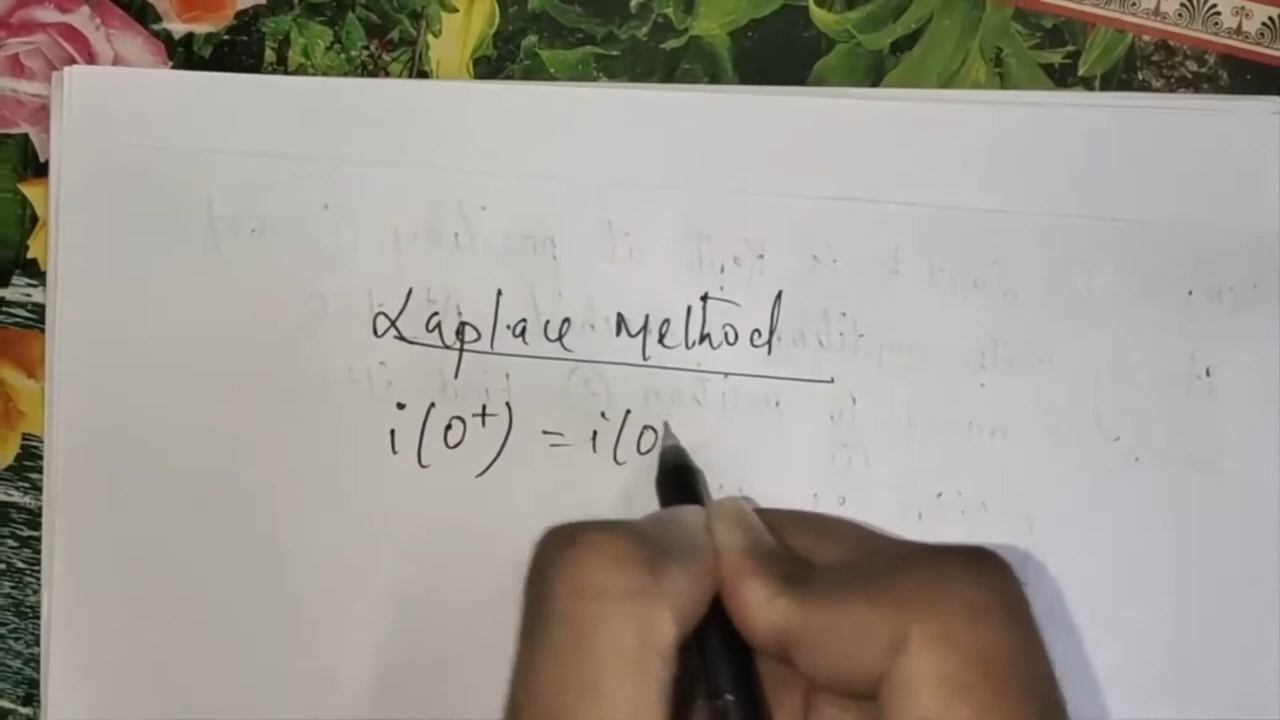 Laplace Method
i(0⁺) = i(0